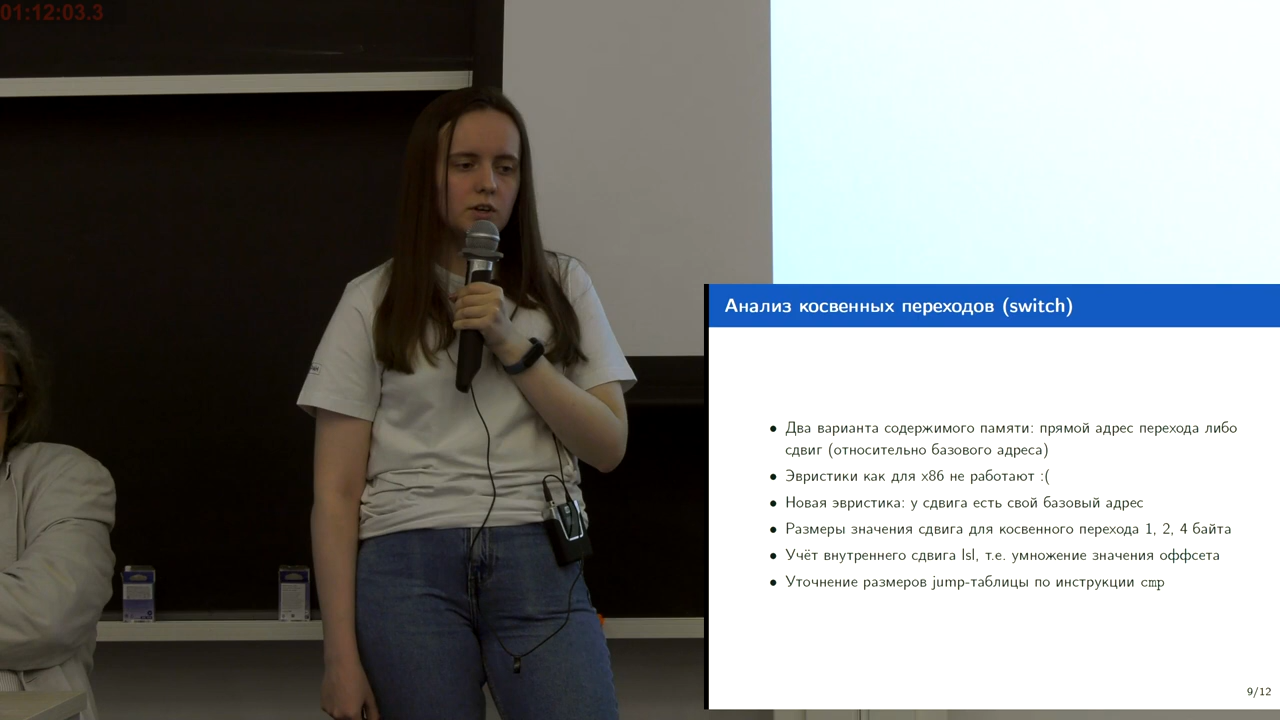 01:12:03.3
Анализ косвенных переходов (switch)
• Два варианта содержимого памяти: прямой адрес перехода либо
сдвиг (относительно базового адреса)
• Эвристики как для x86 не работают :(
• Новая эвристика: у сдвига есть свой базовый адрес
• Размеры значения сдвига для косвенного перехода 1, 2, 4 байта
• Учёт внутреннего сдвига lsl, т.е. умножение значения оффсета
• Уточнение размеров jump-таблицы по инструкции cmp
9/12